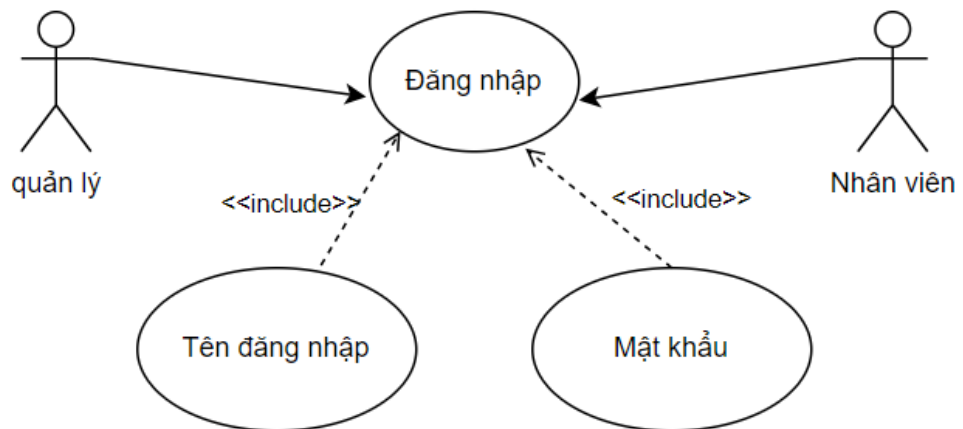 Đăng nhập
quản lý
Nhân viên
<<include>>
<<include>>
Tên đăng nhập
Mật khẩu